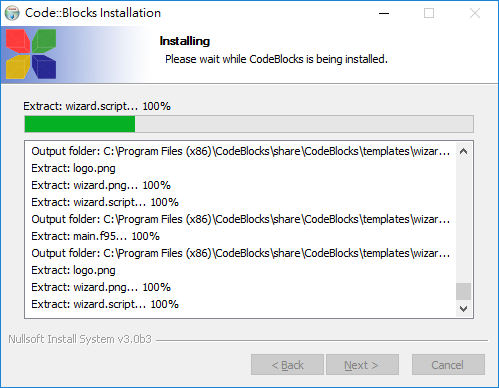 Code::Blocks Installation
Installing
Please wait while CodeBlocks is being installed.
Extract: wizard.script... 100%
Output folder: C:\Program Files (x86)\CodeBlocks\share\CodeBlocks\templates\wizar...
Extract: logo.png
Extract: wizard.png... 100%
Extract: wizard.script... 100%
Output folder: C:\Program Files (x86)\CodeBlocks\share\CodeBlocks\templates\wizar...
Extract: main.f95... 100%
Output folder: C:\Program Files (x86)\CodeBlocks\share\CodeBlocks\templates\wizar...
Extract: logo.png
Extract: wizard.png... 100%
Extract: wizard.script... 100%
Nullsoft Install System v3.0b3
< Back Next > Cancel